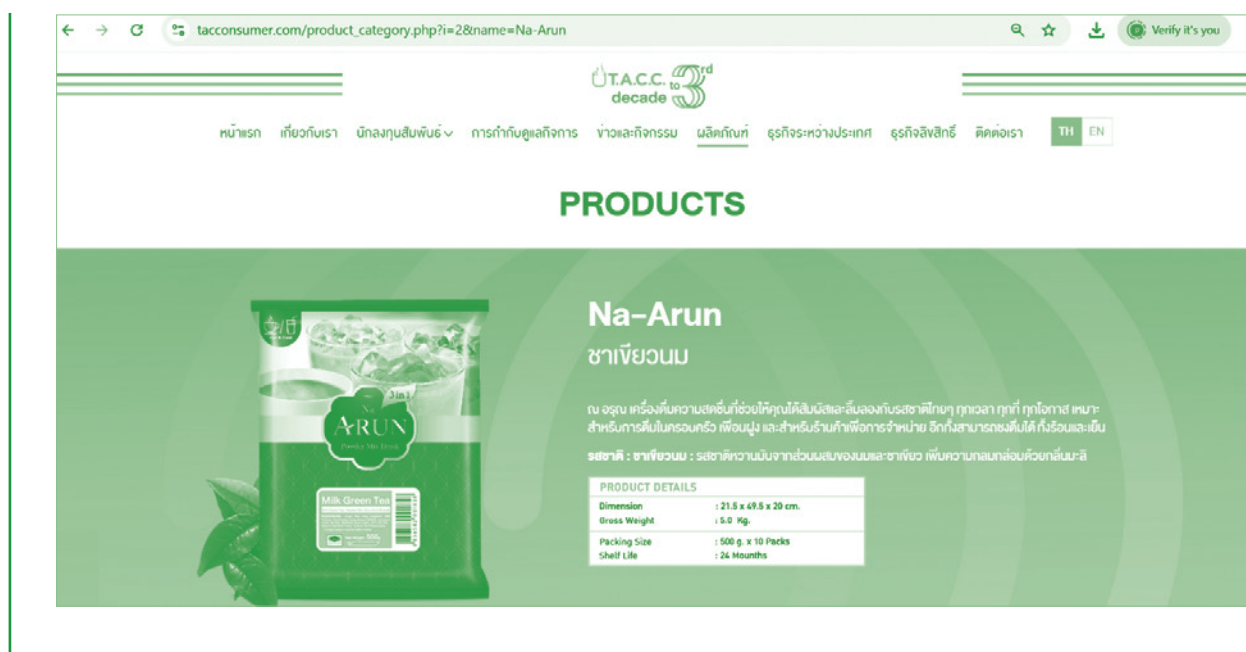 tacconsumer.com/product_category.php?i=2&tname=Na-Arun
Verify it's you
T.A.C.C. to 3rd
decade
หน้าแรก เกี่ยวกับเรา นักลงทุนสัมพันธ์ การกำกับดูแลกิจการ ข่าวและกิจกรรม ผลิตภัณฑ์ ธุรกิจระหว่างประเทศ ธุรกิจลิขสิทธิ์ ติดต่อเรา TH EN
PRODUCTS
Na-Arun
ชาเขียวนม
ณ อรุณ เครื่องดื่มความสดชื่นที่ช่วยให้คุณได้สัมผัสและลิ้มลองกับรสชาติไทยๆ ทุกเวลา ทุกที่ ทุกโอกาส เหมาะ
สำหรับการดื่มในครอบครัว เพื่อนฝูง และสำหรับร้านค้าเพื่อการจำหน่าย อีกทั้งสามารถชงดื่มได้ ทั้งร้อนและเย็น
รสชาติ : ชาเขียวนม : รสชาติหวานมันจากส่วนผสมของนมและชาเขียว เพิ่มความกลมกล่อมด้วยกลิ่นมะลิ
PRODUCT DETAILS
Dimension : 21.5 x 49.5 x 20 cm.
Gross Weight : 5.0 Kg.
Packing Size : 500 g. x 10 Packs
Shelf Life : 24 Mounths
3 in 1
Na
ARUN
Powder Mix Drink
Milk Green Tea
500g